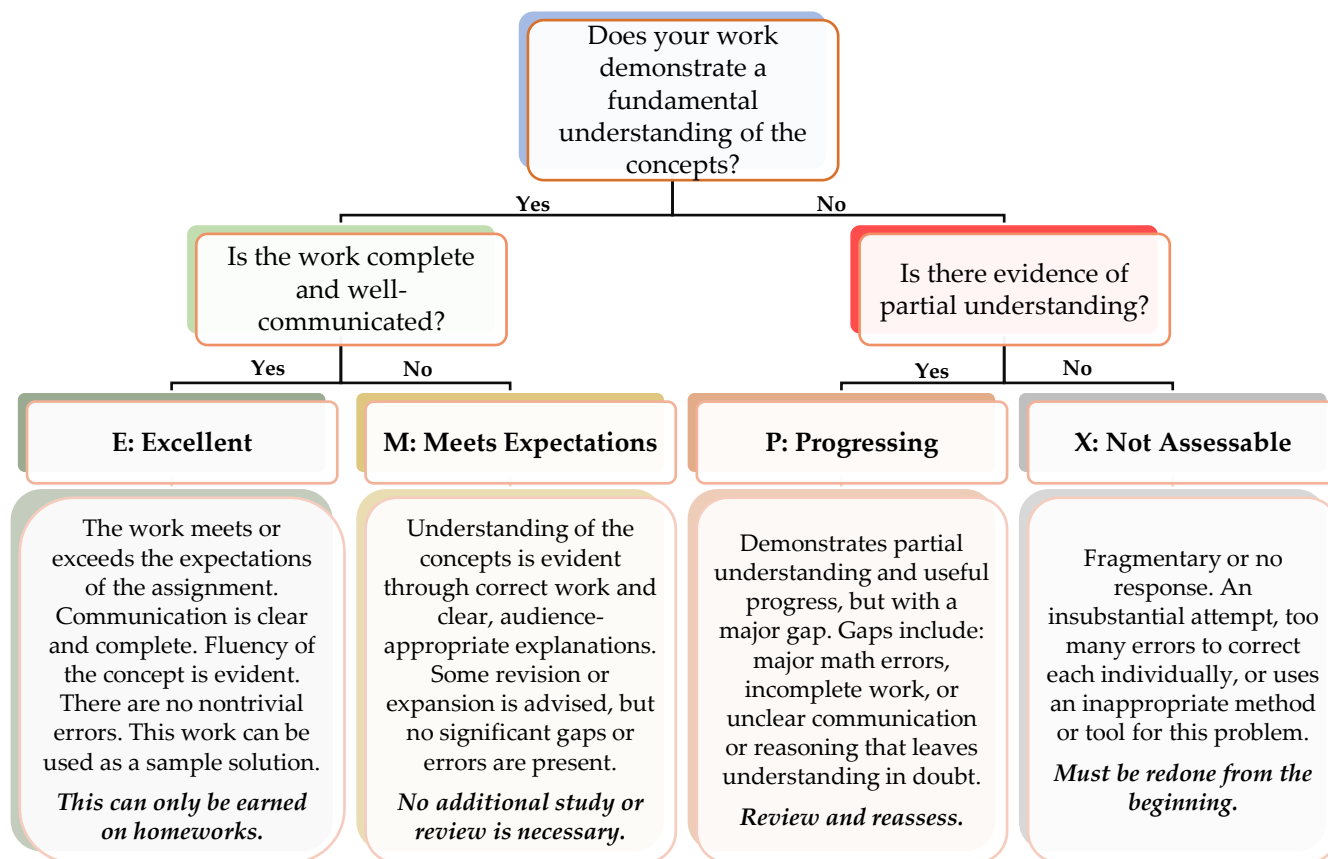 Does your work
demonstrate a
fundamental
understanding of the
concepts?
Yes
No
Is the work complete
and well-
communicated?
Is there evidence of
partial understanding?
Yes
No
Yes
No
E: Excellent
M: Meets Expectations
P: Progressing
X: Not Assessable
The work meets or
exceeds the expectations
of the assignment.
Communication is clear
and complete. Fluency of
the concept is evident.
There are no nontrivial
errors. This work can be
used as a sample solution.
This can only be earned
on homeworks.
Understanding of the
concepts is evident
through correct work and
clear, audience-
appropriate explanations.
Some revision or
expansion is advised, but
no significant gaps or
errors are present.
No additional study or
review is necessary.
Demonstrates partial
understanding and useful
progress, but with a
major gap. Gaps include:
major math errors,
incomplete work, or
unclear communication
or reasoning that leaves
understanding in doubt.
Review and reassess.
Fragmentary or no
response. An
insubstantial attempt, too
many errors to correct
each individually, or uses
an inappropriate method
or tool for this problem.
Must be redone from the
beginning.